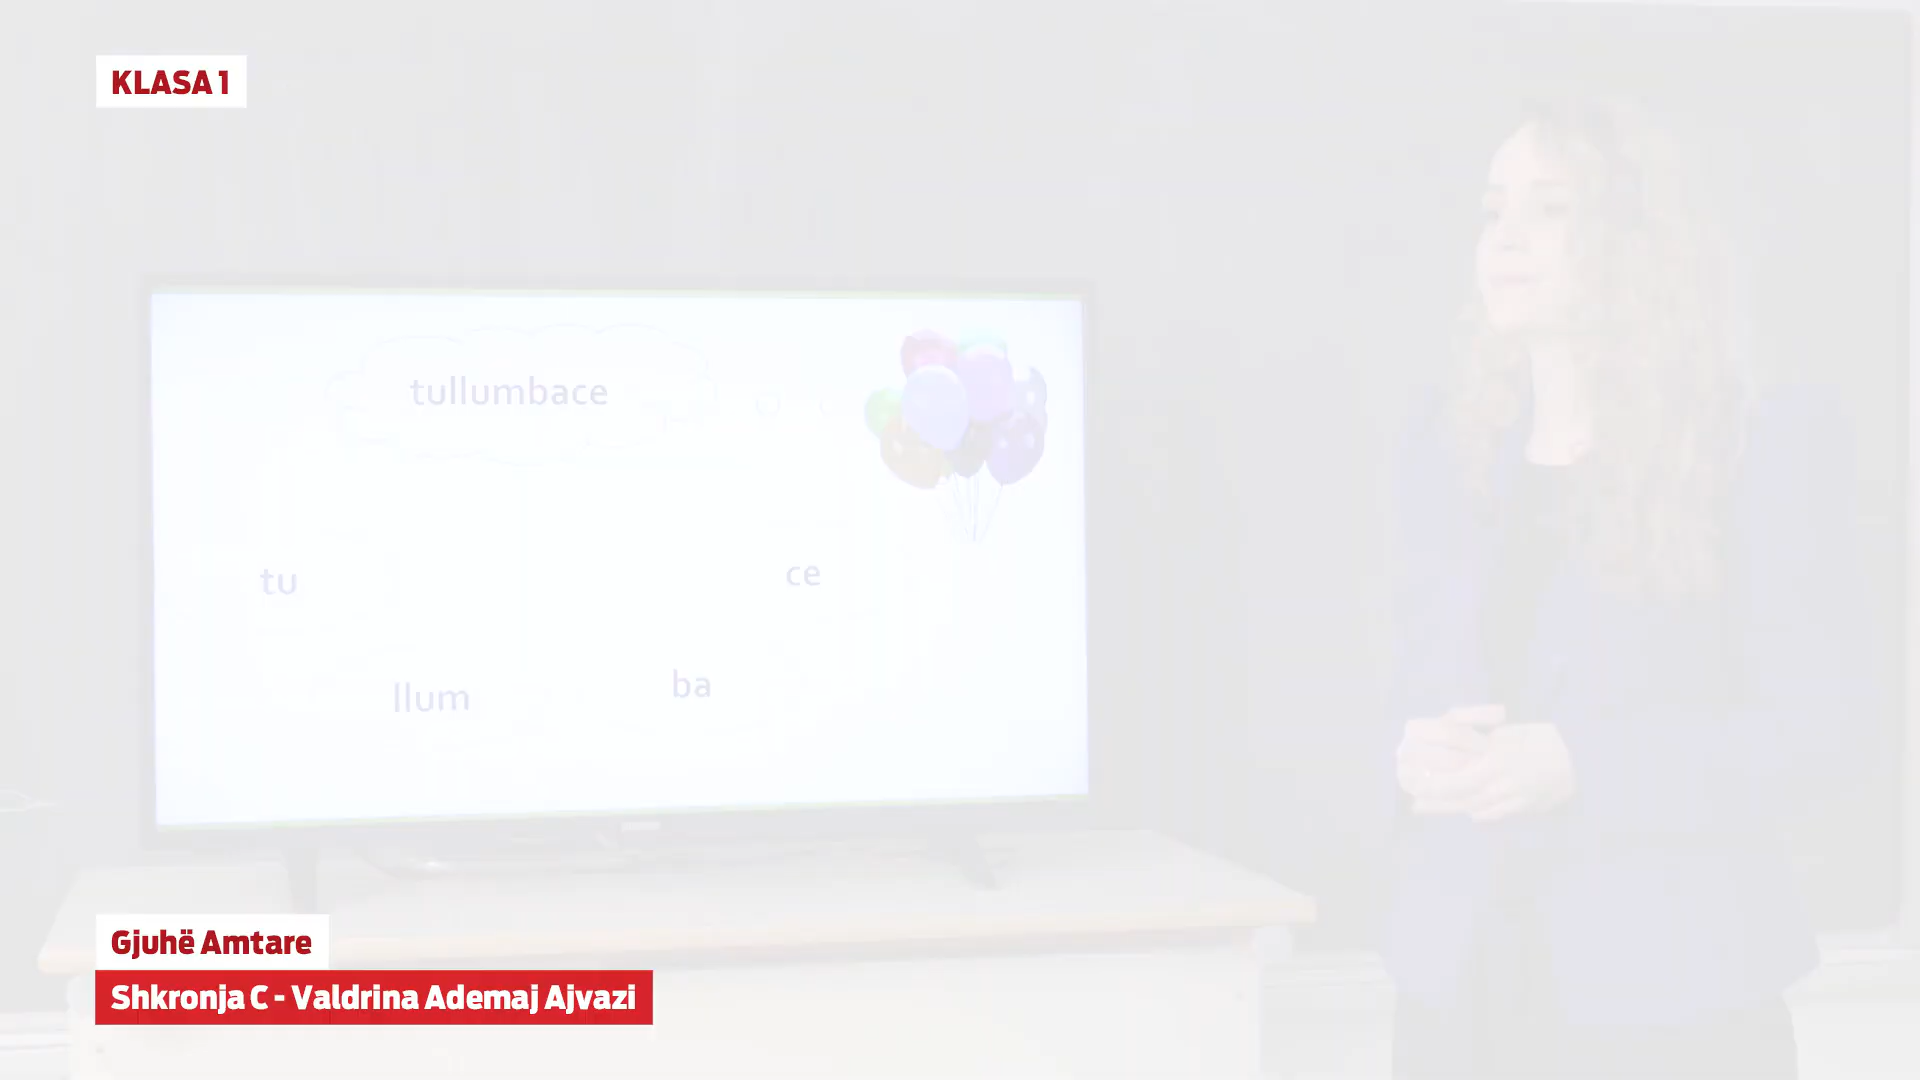 KLASA 1
tullumbace
tu
ce
llum
ba
Gjuhë Amtare
Shkronja C - Valdrina Ademaj Ajvazi